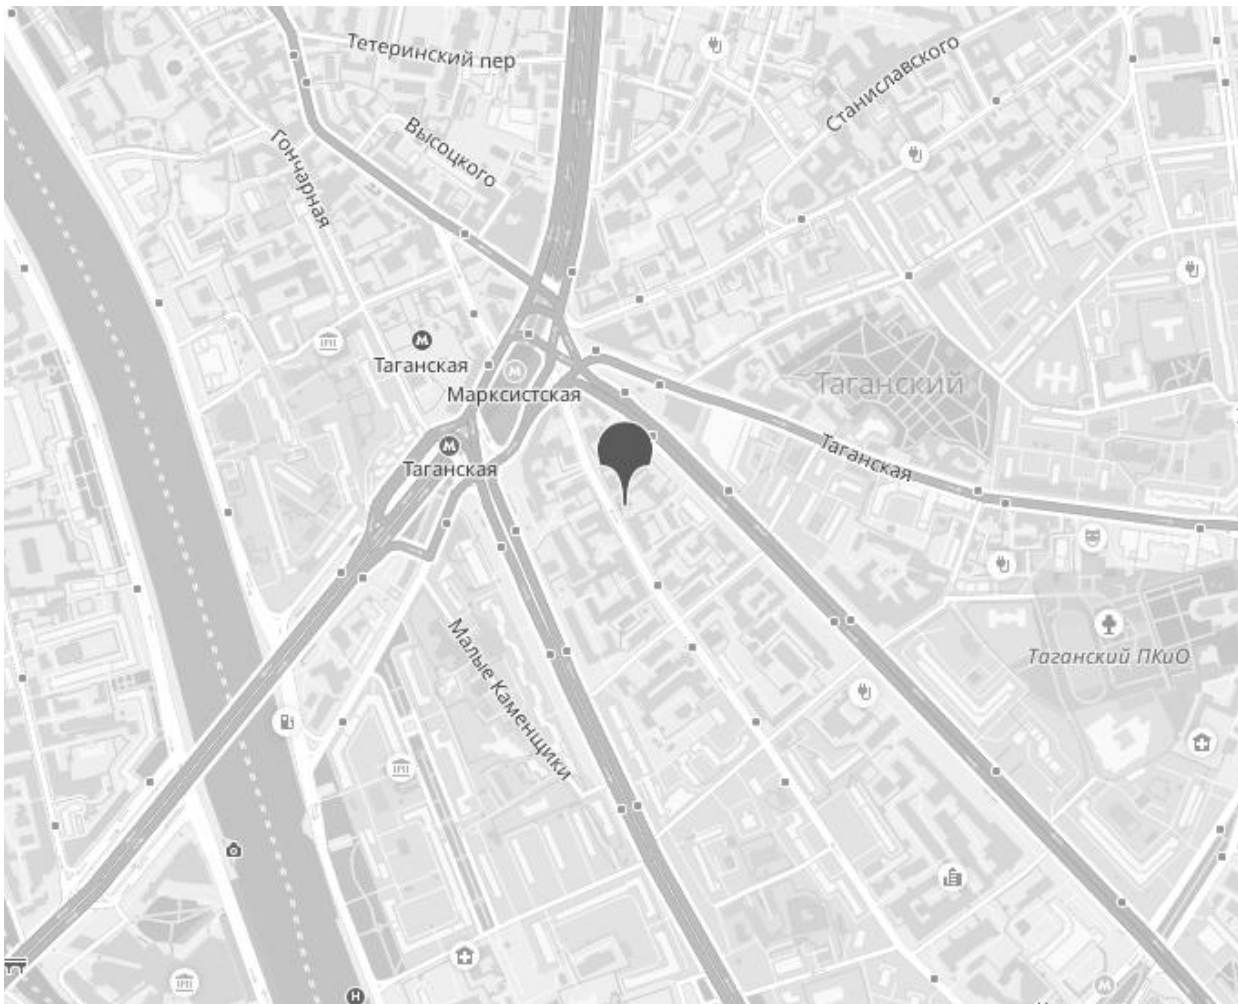 Тетеринский пер
Станиславского
Высоцкого
Гончарная
Таганская
Марксистская
Таганский
Таганская
Таганская
Малые Каменщики
Таганский ПКиО